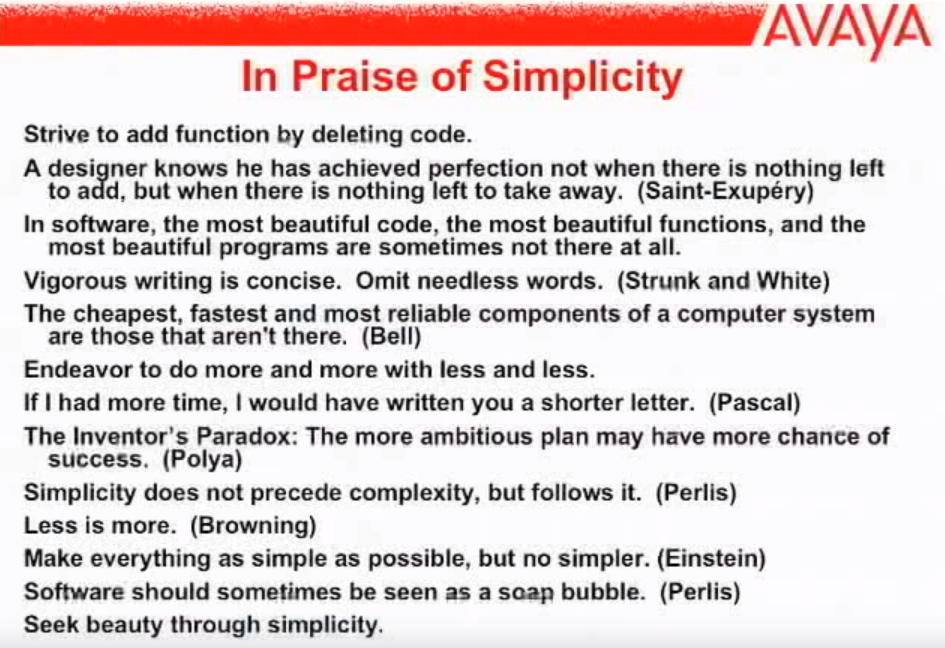 AVAYA
In Praise of Simplicity
Strive to add function by deleting code.
A designer knows he has achieved perfection not when there is nothing left
to add, but when there is nothing left to take away. (Saint-Exupéry)
In software, the most beautiful code, the most beautiful functions, and the
most beautiful programs are sometimes not there at all.
Vigorous writing is concise. Omit needless words. (Strunk and White)
The cheapest, fastest and most reliable components of a computer system
are those that aren't there. (Bell)
Endeavor to do more and more with less and less.
If I had more time, I would have written you a shorter letter. (Pascal)
The Inventor's Paradox: The more ambitious plan may have more chance of
success. (Polya)
Simplicity does not precede complexity, but follows it. (Perlis)
Less is more. (Browning)
Make everything as simple as possible, but no simpler. (Einstein)
Software should sometimes be seen as a soap bubble. (Perlis)
Seek beauty through simplicity.